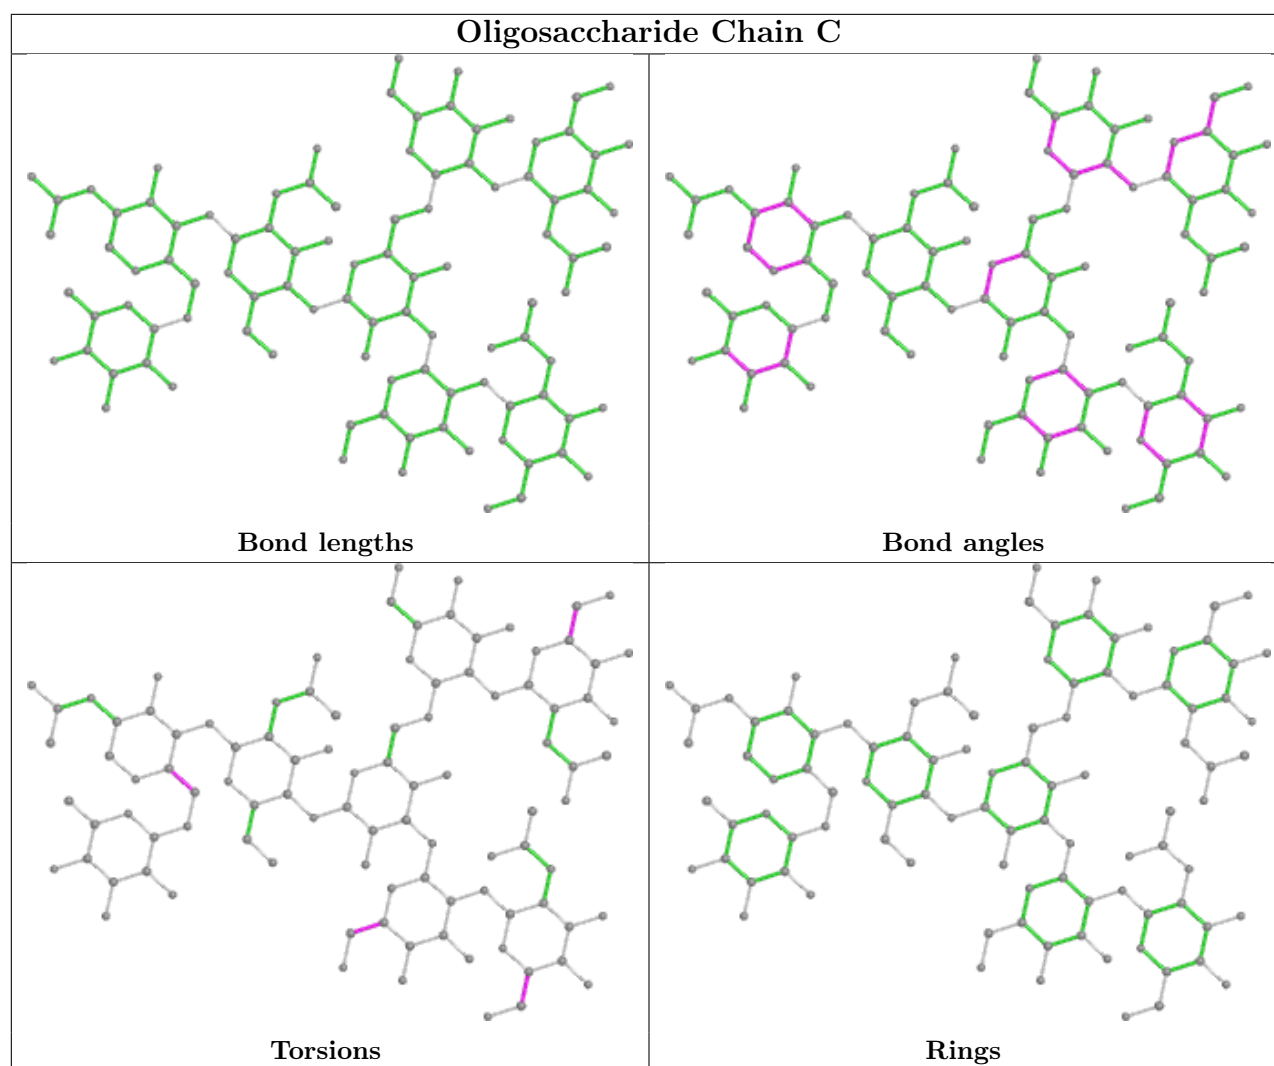 Oligosaccharide Chain C
Bond lengths
Bond angles
Torsions
Rings